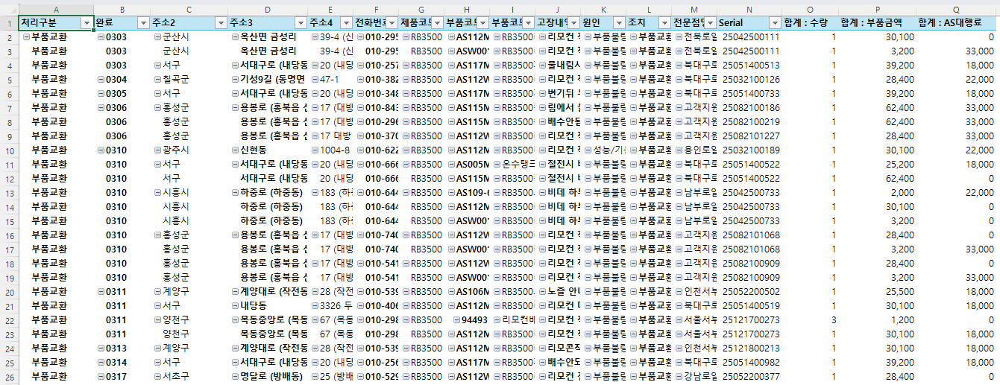 A B C D E F G H I J K L M N O P Q
1 처리구분 완료 주소2 주소3 주소4 전화번호 제품코드 부품코드 부품코드 고장내역 원인 조치 전문점명 Serial 합계 : 수량 합계 : 부품금액 합계 : AS대행료
2 부품교환 0303 군산시 옥산면 금성리 39-4 (신 010-295 RB3500 AS112M RB3500 리모컨 부품불량 부품교환 전북로일 25042500111 1 30,100 0
3 부품교환 0303 군산시 옥산면 금성리 39-4 (신 010-295 RB3500 ASW001 RB3500 리모컨 부품불량 부품교환 전북로일 25042500111 1 3,200 33,000
4 부품교환 0303 서구 서대구로 (내당동 20 (내당 010-257 RB3500 AS117M RB3500 물내림시 부품불량 부품교환 북대구로 25051400513 1 39,200 18,000
5 부품교환 0304 칠곡군 기성9길 (동명면 47-1 010-382 RB3500 AS112W RB3500 리모컨 부품불량 부품교환 북대구로 25032100126 1 28,400 22,000
6 부품교환 0305 서구 서대구로 (내당동 20 (내당 010-348 RB3500 AS117M RB3500 변기뒤 부품불량 부품교환 북대구로 25051400733 1 39,200 18,000
7 부품교환 0306 홍성군 용봉로 (홍북읍 신 17 (대방 010-843 RB3500 AS115M RB3500 림에서 부품불량 부품교환 고객지원 25082100186 1 62,400 33,000
8 부품교환 0306 홍성군 용봉로 (홍북읍 신 17 (대방 010-296 RB3500 AS115M RB3500 배수안됨 부품불량 부품교환 고객지원 25082100219 1 62,400 33,000
9 부품교환 0306 홍성군 용봉로 (홍북읍 신 17 대방 010-370 RB3500 AS112W RB3500 리모컨 부품불량 부품교환 고객지원 25082101227 1 28,400 33,000
10 부품교환 0310 광주시 신현동 1004-8 010-622 RB3500 AS112M RB3500 리모컨 성능/기능 부품교환 용인로일 25032100189 1 30,100 22,000
11 부품교환 0310 서구 서대구로 (내당동 20 (내당 010-666 RB3500 AS005M 온수탱크 절전시 부품불량 부품교환 북대구로 25051400522 1 25,200 18,000
12 부품교환 0310 서구 서대구로 (내당동 20 (내당 010-666 RB3500 AS115M RB3500 절전시 부품불량 부품교환 북대구로 25051400522 1 62,400 0
13 부품교환 0310 시흥시 하중로 (하중동) 183 (하중 010-644 RB3500 AS109-6 RB3500 비데 하부 부품불량 부품교환 남부로일 25042500733 1 2,000 22,000
14 부품교환 0310 시흥시 하중로 (하중동) 183 (하중 010-644 RB3500 AS112M RB3500 비데 하부 부품불량 부품교환 남부로일 25042500733 1 30,100 0
15 부품교환 0310 시흥시 하중로 (하중동) 183 (하중 010-644 RB3500 ASW001 RB3500 비데 하부 부품불량 부품교환 남부로일 25042500733 1 3,200 0
16 부품교환 0310 홍성군 용봉로 (홍북읍 신 17 (대방 010-740 RB3500 AS112W RB3500 리모컨 부품불량 부품교환 고객지원 25082101068 1 28,400 0
17 부품교환 0310 홍성군 용봉로 (홍북읍 신 17 (대방 010-740 RB3500 ASW001 RB3500 리모컨 부품불량 부품교환 고객지원 25082101068 1 3,200 33,000
18 부품교환 0310 홍성군 용봉로 (홍북읍 신 17 (대방 010-541 RB3500 AS112W RB3500 리모컨 부품불량 부품교환 고객지원 25082100909 1 28,400 0
19 부품교환 0310 홍성군 용봉로 (홍북읍 신 17 (대방 010-541 RB3500 ASW001 RB3500 리모컨 부품불량 부품교환 고객지원 25082100909 1 3,200 33,000
20 부품교환 0311 계양구 계양대로 (작전동 28 (작전 010-539 RB3500 AS106M RB3500 노즐 부품불량 부품교환 인천서부 25052200502 1 25,500 18,000
21 부품교환 0311 서구 내당동 3326 두 010-406 RB3500 AS112M RB3500 리모컨 부품불량 부품교환 북대구로 25051400519 1 30,100 18,000
22 부품교환 0311 양천구 목동중앙로 (목동 67 (목동 010-298 RB3500 94493 리모컨배 리모컨 부품불량 부품교환 서울서부 25121700273 3 1,200 0
23 부품교환 0311 양천구 목동중앙로 (목동 67 (목동 010-298 RB3500 AS112M RB3500 리모컨 부품불량 부품교환 서울서부 25121700273 1 30,100 18,000
24 부품교환 0313 계양구 계양대로 (작전동 28 (작전 010-539 RB3500 AS112M RB3500 리모콘작 부품불량 부품교환 인천서부 25121800213 1 30,100 18,000
25 부품교환 0314 서구 서대구로 (내당동 20 (내당 010-256 RB3500 AS117M RB3500 배수안되 부품불량 부품교환 북대구로 25051400982 1 39,200 18,000
26 부품교환 0317 서초구 명달로 (방배동) 25 (방배 010-529 RB3500 AS112W RB3500 리모컨 부품불량 부품교환 강남로일 25052200377 1 28,400 0